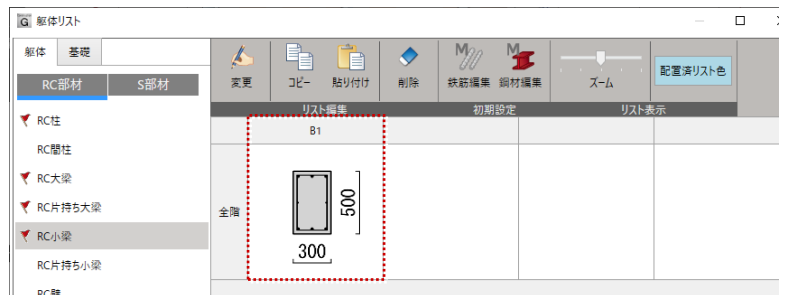 G 躯体リスト
躯体 基礎
RC部材 S部材
変更 コピー 貼り付け 削除 鉄筋編集 鋼材編集 ズーム 配置済リスト色
リスト編集 初期設定 リスト表示
RC柱
RC間柱
RC大梁
RC片持ち大梁
RC小梁
RC片持ち小梁
B1
全階
500
300